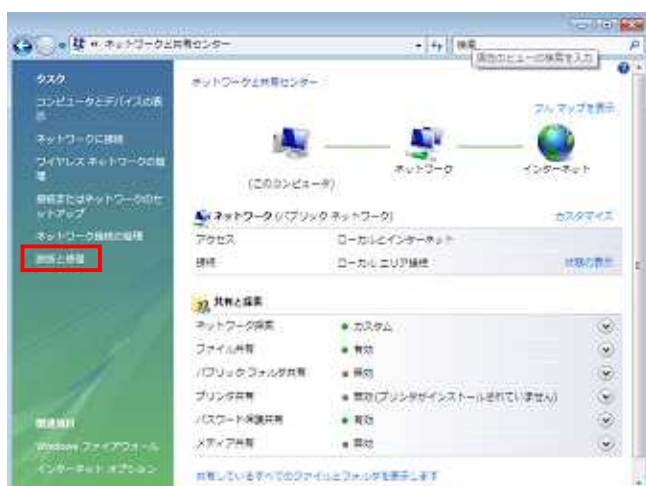 ネットワークと共有センター
検索
現在のビューの検索を入力
タスク
コンピュータとデバイスの表
示
ネットワークに接続
ワイヤレス ネットワークの管
理
接続またはネットワークのセ
ットアップ
ネットワーク接続の管理
診断と修復
ネットワークと共有センター
フル マップを表示
(このコンピュータ)
ネットワーク
インターネット
ネットワーク (パブリック ネットワーク)
カスタマイズ
アクセス
ローカルとインターネット
接続
ローカル エリア接続
状態の表示
共有と探索
ネットワーク探索
カスタム
ファイル共有
有効
パブリック フォルダ共有
無効
プリンタ共有
無効(プリンタがインストールされていません)
パスワード保護共有
有効
メディア共有
無効
関連項目
Windows ファイアウォール
インターネット オプション
共有しているすべてのファイルとフォルダを表示します